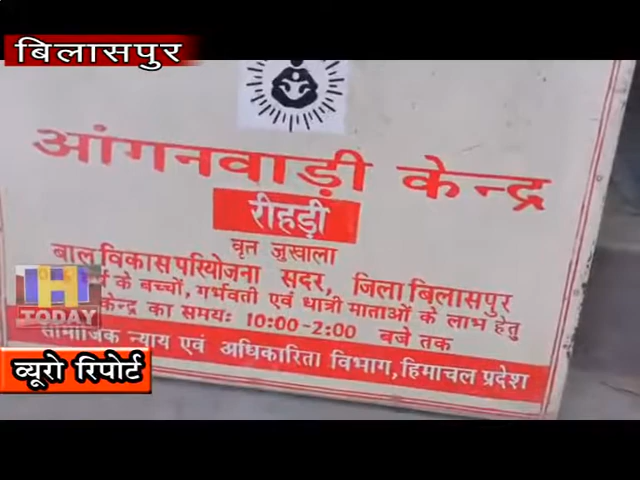 बिलासपुर
आंगनवाड़ी केन्द्र
रीहड़ी
वृत जुखाला
बाल विकास परियोजना सदर, जिला बिलासपुर
के बच्चों, गर्भवती एवं धात्री माताओं के लाभ हेतु
केन्द्र का समयः 10:00-2:00 बजे तक
सामाजिक न्याय एवं अधिकारिता विभाग, हिमाचल प्रदेश
H
TODAY
व्यूरो रिपोर्ट